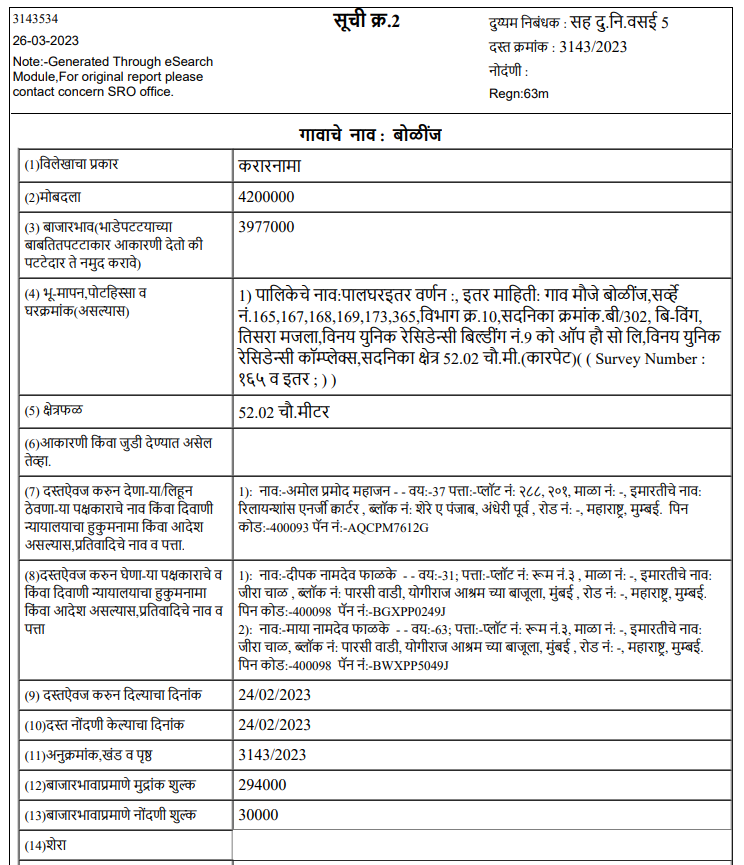 3143534
26-03-2023
Note:-Generated Through eSearch
Module,For original report please
contact concern SRO office.
सूची क्र.2
दुय्यम निबंधक : सह दु.नि.वसई 5
दस्त क्रमांक : 3143/2023
नोदंणी :
Regn:63m
गावाचे नाव : बोळींज
(1)विलेखाचा प्रकार
करारनामा
(2)मोबदला
4200000
(3) बाजारभाव(भाडेपटटयाच्या
बाबतितपटटाकार आकारणी देतो की
पटटेदार ते नमुद करावे)
3977000
(4) भू-मापन,पोटहिस्सा व
घरक्रमांक(असल्यास)
1) पालिकेचे नाव:पालघरइतर वर्णन :, इतर माहिती: गाव मौजे बोळींज,सर्व्हे
नं.165,167,168,169,173,365,विभाग क्र.10,सदनिका क्रमांक.बी/302, बि-विंग,
तिसरा मजला,विनय युनिक रेसिडेन्सी बिल्डींग नं.9 को ऑप हौ सो लि,विनय युनिक
रेसिडेन्सी कॉम्प्लेक्स,सदनिका क्षेत्र 52.02 चौ.मी.(कारपेट)( ( Survey Number :
१६५ व इतर ; ) )
(5) क्षेत्रफळ
52.02 चौ.मीटर
(6)आकारणी किंवा जुडी देण्यात असेल
तेव्हा.
(7) दस्तऐवज करुन देणा-या/लिहून
ठेवणा-या पक्षकाराचे नाव किंवा दिवाणी
न्यायालयाचा हुकुमनामा किंवा आदेश
असल्यास,प्रतिवादिचे नाव व पत्ता.
1): नाव:-अमोल प्रमोद महाजन - - वय:-37 पत्ता:-प्लॉट नं: २८८, २०१, माळा नं: -, इमारतीचे नाव:
रिलायन्शांस एनर्जी क्वार्टर , ब्लॉक नं: शेरे ए पंजाब, अंधेरी पूर्व , रोड नं: -, महाराष्ट्र, मुम्बई. पिन
कोड:-400093 पॅन नं:-AQCPM7612G
(8)दस्तऐवज करुन घेणा-या पक्षकाराचे व
किंवा दिवाणी न्यायालयाचा हुकुमनामा
किंवा आदेश असल्यास,प्रतिवादिचे नाव व
पत्ता
1): नाव:-दीपक नामदेव फाळके - - वय:-31; पत्ता:-प्लॉट नं: रूम नं.३ , माळा नं: -, इमारतीचे नाव:
जीरा चाळ , ब्लॉक नं: पारसी वाडी, योगीराज आश्रम च्या बाजूला, मुंबई , रोड नं: -, महाराष्ट्र, मुम्बई.
पिन कोड:-400098 पॅन नं:-BGXPP0249J
2): नाव:-माया नामदेव फाळके - - वय:-63; पत्ता:-प्लॉट नं: रूम नं.३, माळा नं: -, इमारतीचे नाव:
जीरा चाळ, ब्लॉक नं: पारसी वाडी, योगीराज आश्रम च्या बाजूला, मुंबई , रोड नं: -, महाराष्ट्र, मुम्बई.
पिन कोड:-400098 पॅन नं:-BWXPP5049J
(9) दस्तऐवज करुन दिल्याचा दिनांक
24/02/2023
(10)दस्त नोंदणी केल्याचा दिनांक
24/02/2023
(11)अनुक्रमांक,खंड व पृष्ठ
3143/2023
(12)बाजारभावाप्रमाणे मुद्रांक शुल्क
294000
(13)बाजारभावाप्रमाणे नोंदणी शुल्क
30000
(14)शेरा